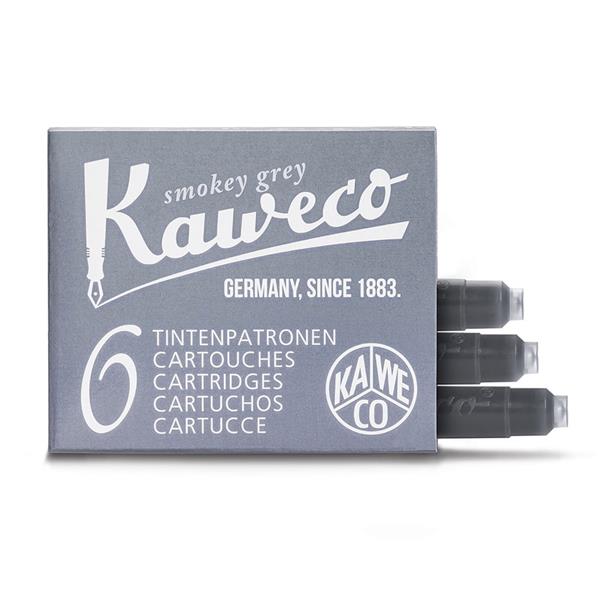 smokey grey
Kaweco
GERMANY, SINCE 1883.
6
TINTENPATRONEN
CARTOUCHES
CARTRIDGES
CARTUCHOS
CARTUCCE
KA WE
CO